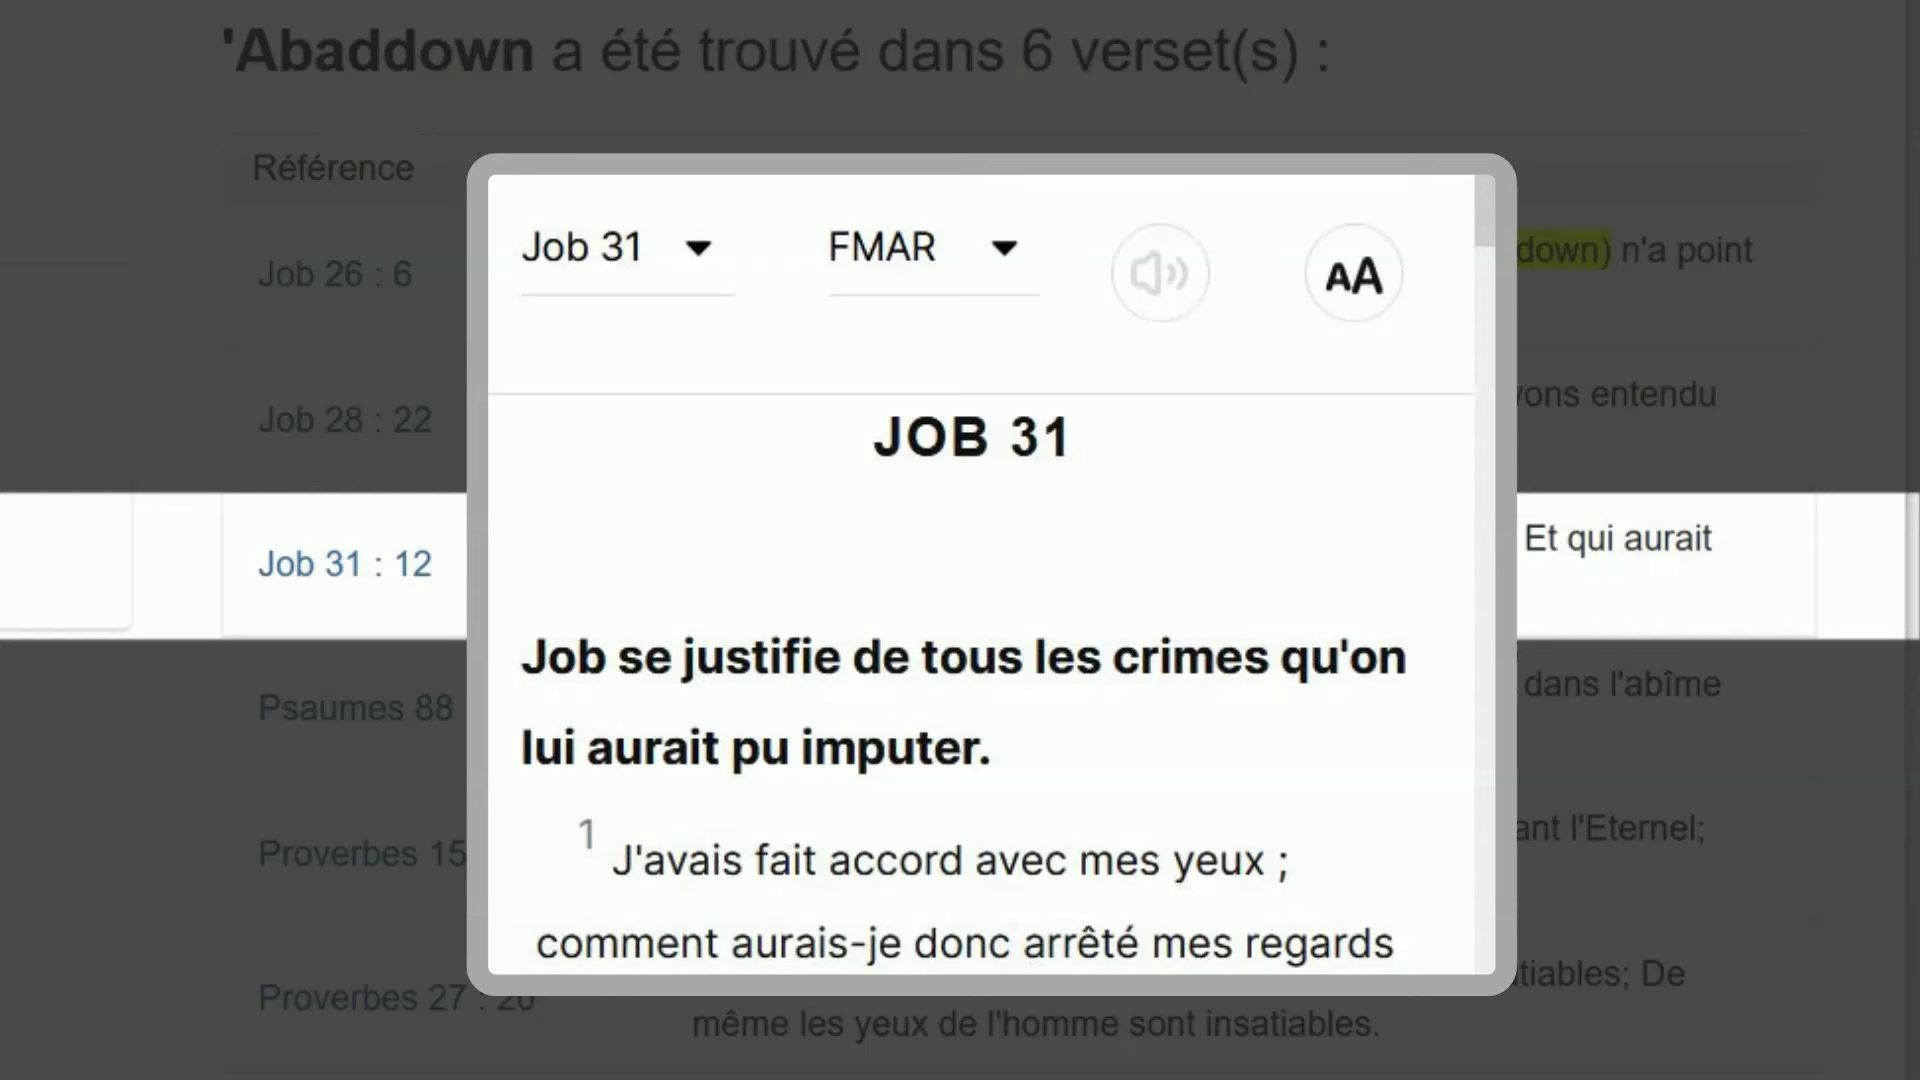 'Abaddown a été trouvé dans 6 verset(s) :
Référence
Job 26 : 6
down) n'a point
Job 28 : 22
vons entendu
Job 31 : 12
Et qui aurait
Psaumes 88
dans l'abîme
Proverbes 15
ant l'Eternel;
Proverbes 27 : 20
tiables; De
même les yeux de l'homme sont insatiables.
Job 31
FMAR
AA
JOB 31
Job se justifie de tous les crimes qu'on
lui aurait pu imputer.
1 J'avais fait accord avec mes yeux ;
comment aurais-je donc arrêté mes regards